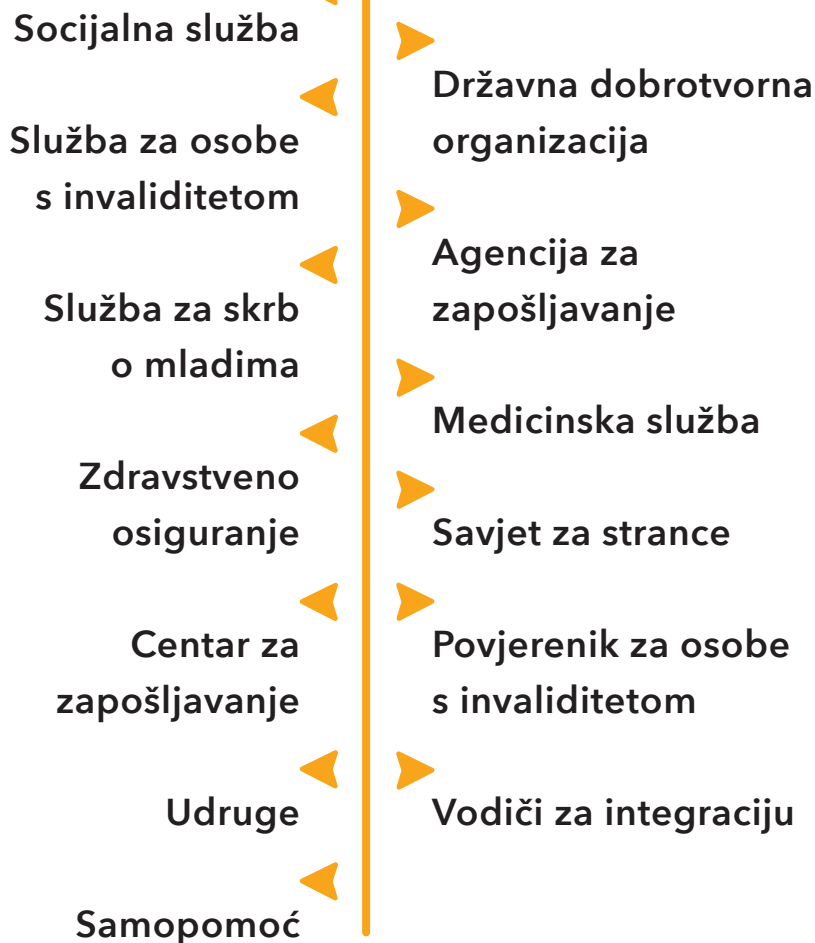 Socijalna služba
Služba za osobe
s invaliditetom
Služba za skrb
o mladima
Zdravstveno
osiguranje
Centar za
zapošljavanje
Udruge
Samopomoć
Državna dobrotvorna
organizacija
Agencija za
zapošljavanje
Medicinska služba
Savjet za strance
Povjerenik za osobe
s invaliditetom
Vodiči za integraciju